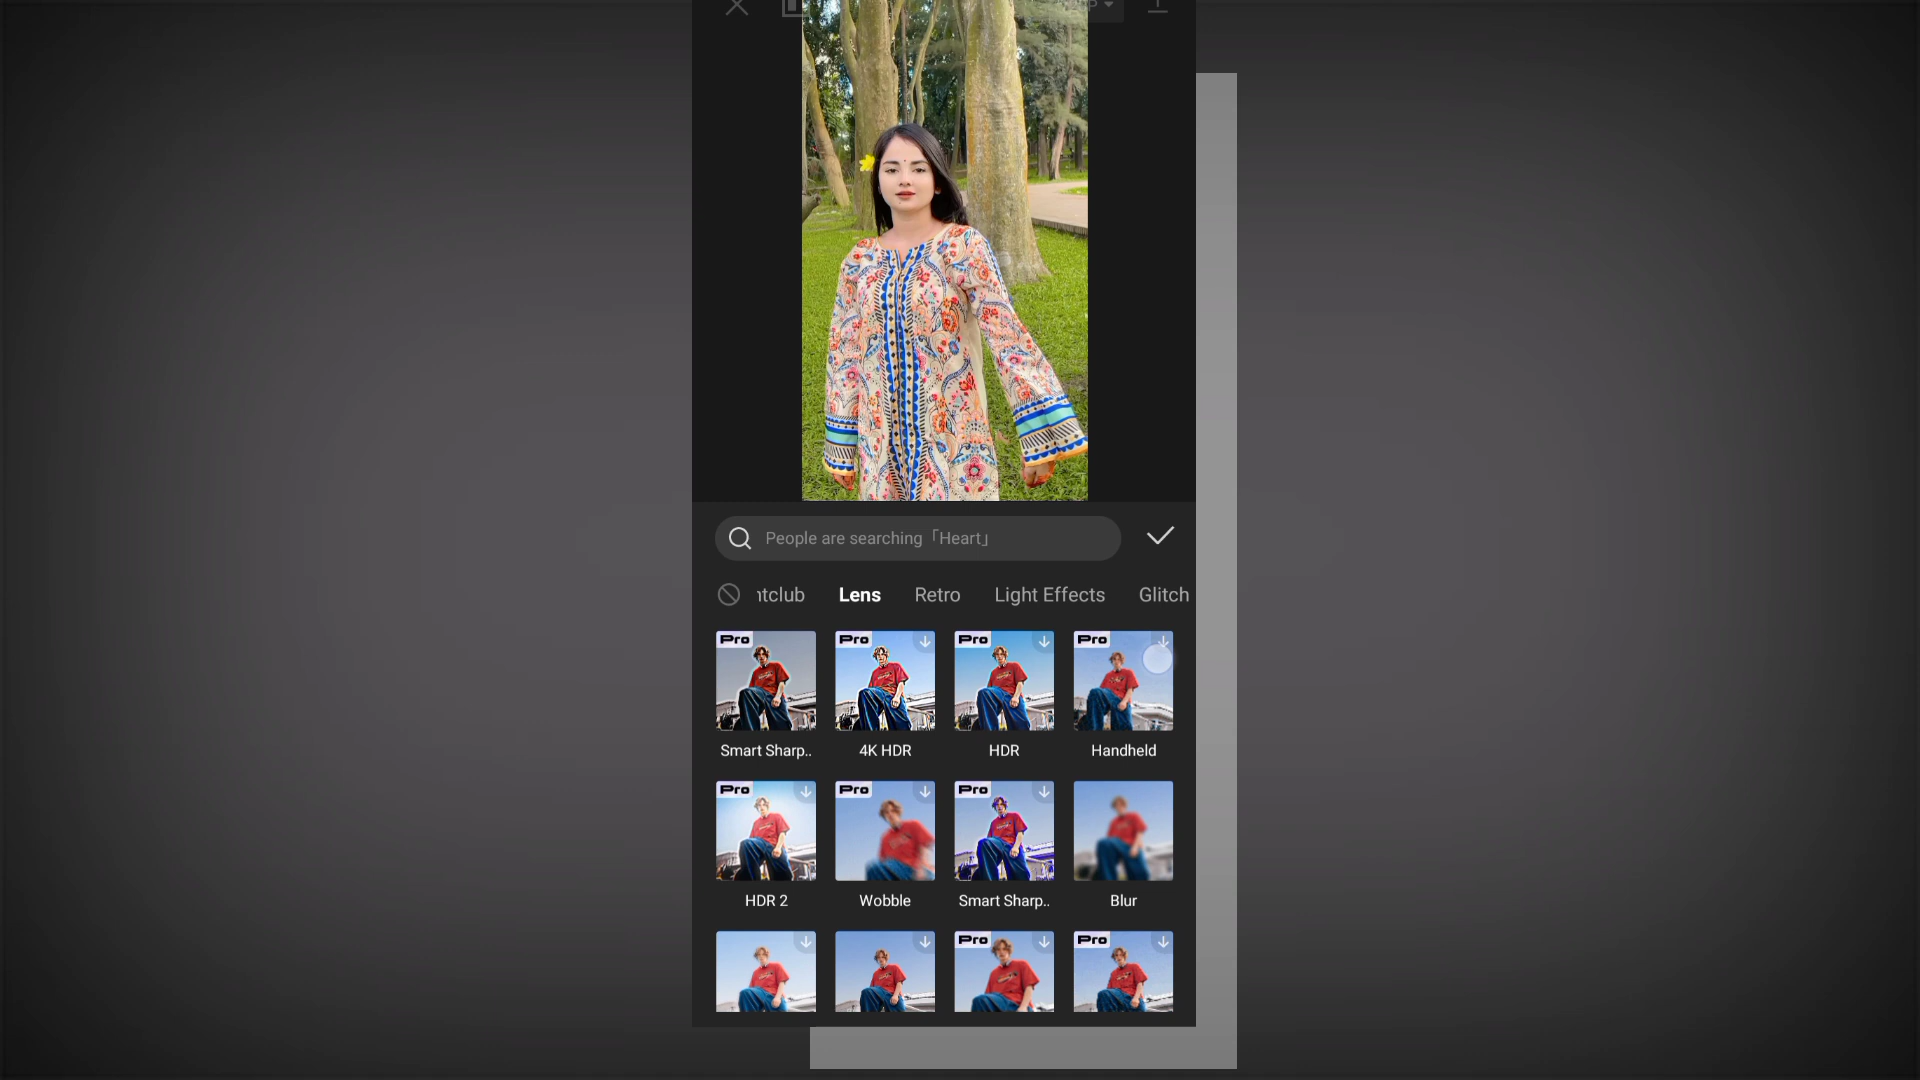 People are searching「Heart」
ntclub Lens Retro Light Effects Glitch
Pro Pro Pro Pro
Smart Sharp.. 4K HDR HDR Handheld
Pro Pro Pro
HDR 2 Wobble Smart Sharp.. Blur
Pro Pro